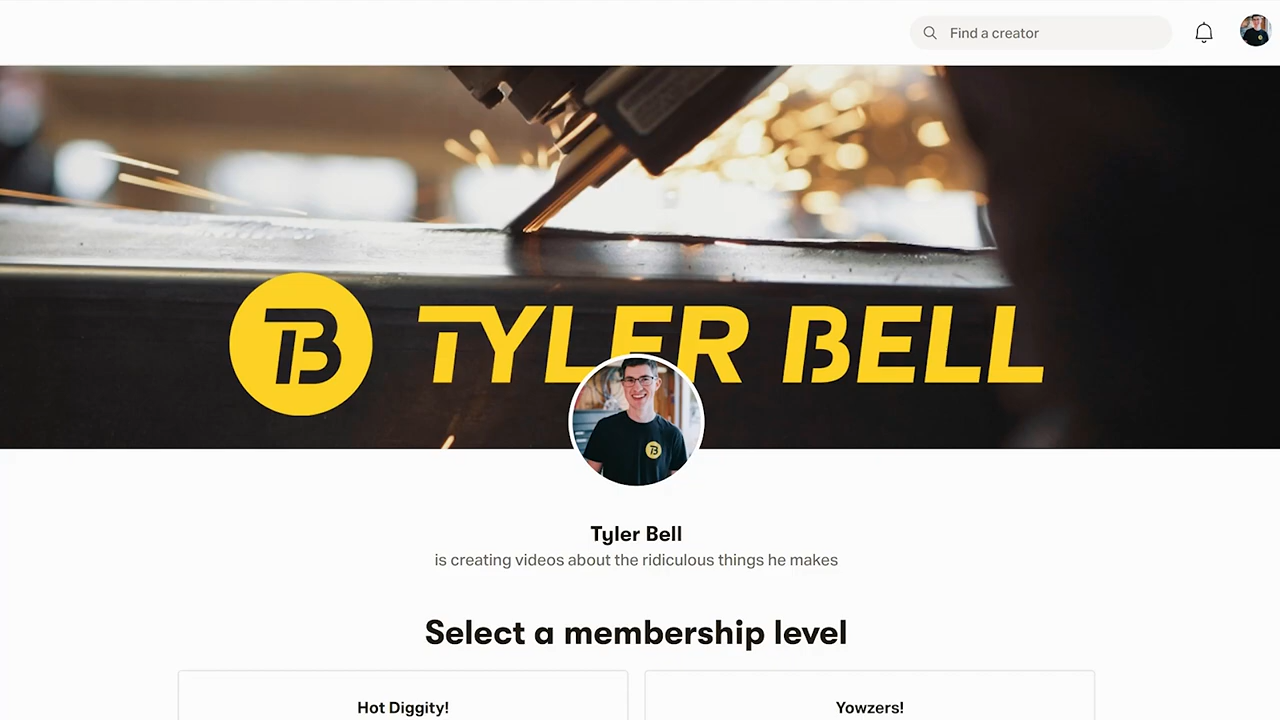 Find a creator
TB TYLER BELL
TB
Tyler Bell
is creating videos about the ridiculous things he makes
Select a membership level
Hot Diggity!
Yowzers!